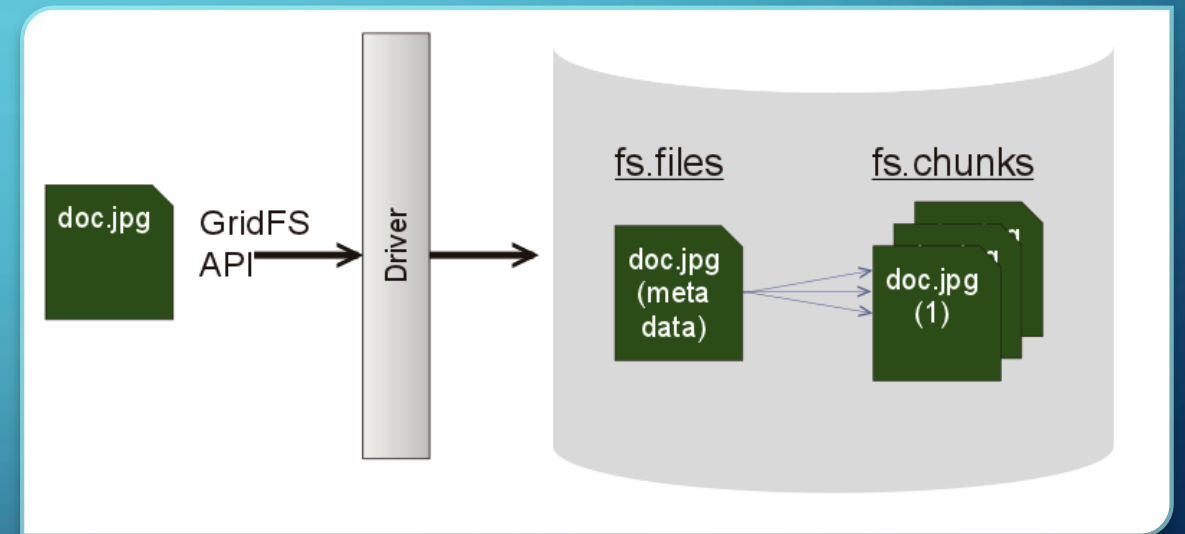 doc.jpg
GridFS
API
Driver
fs.files
fs.chunks
doc.jpg
(meta
data)
doc.jpg
(1)